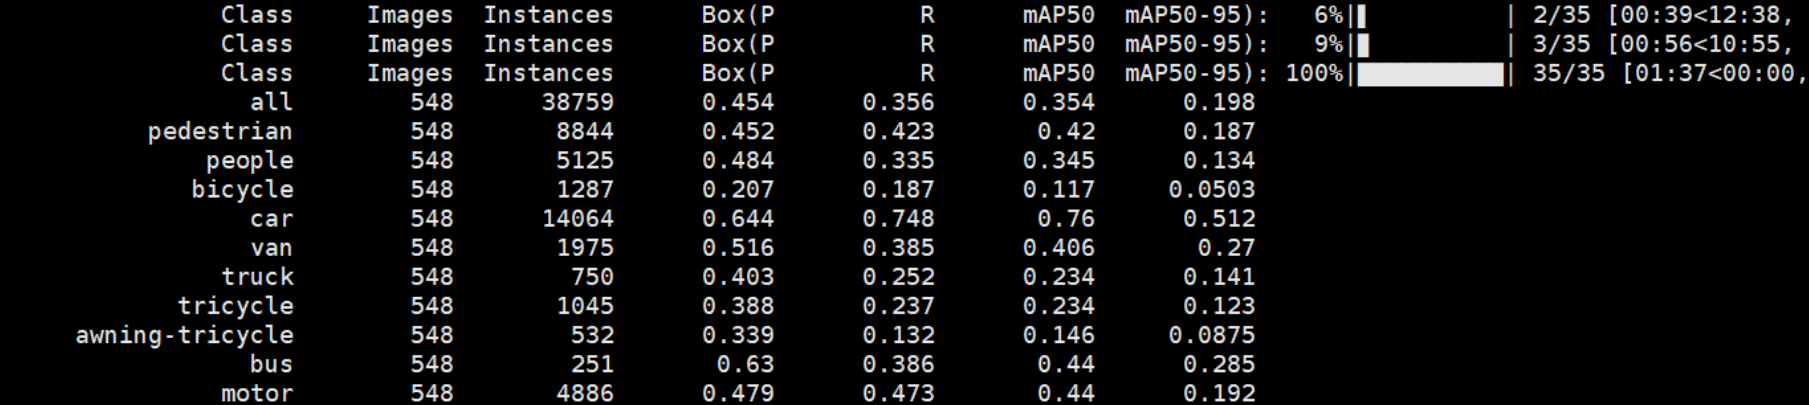 Class Images Instances Box(P R mAP50 mAP50-95): 6%|▌ | 2/35 [00:39<12:38,
Class Images Instances Box(P R mAP50 mAP50-95): 9%|▊ | 3/35 [00:56<10:55,
Class Images Instances Box(P R mAP50 mAP50-95): 100%|██████████| 35/35 [01:37<00:00,
all 548 38759 0.454 0.356 0.354 0.198
pedestrian 548 8844 0.452 0.423 0.42 0.187
people 548 5125 0.484 0.335 0.345 0.134
bicycle 548 1287 0.207 0.187 0.117 0.0503
car 548 14064 0.644 0.748 0.76 0.512
van 548 1975 0.516 0.385 0.406 0.27
truck 548 750 0.403 0.252 0.234 0.141
tricycle 548 1045 0.388 0.237 0.234 0.123
awning-tricycle 548 532 0.339 0.132 0.146 0.0875
bus 548 251 0.63 0.386 0.44 0.285
motor 548 4886 0.479 0.473 0.44 0.192